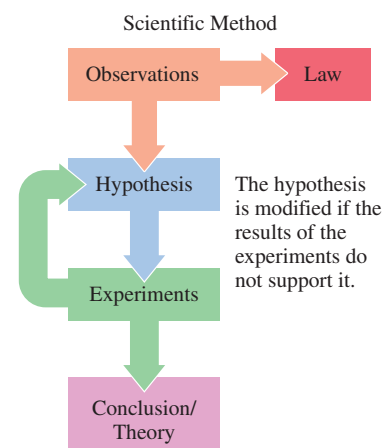 Scientific Method
Observations
Law
Hypothesis
The hypothesis
is modified if the
results of the
experiments do
not support it.
Experiments
Conclusion/
Theory